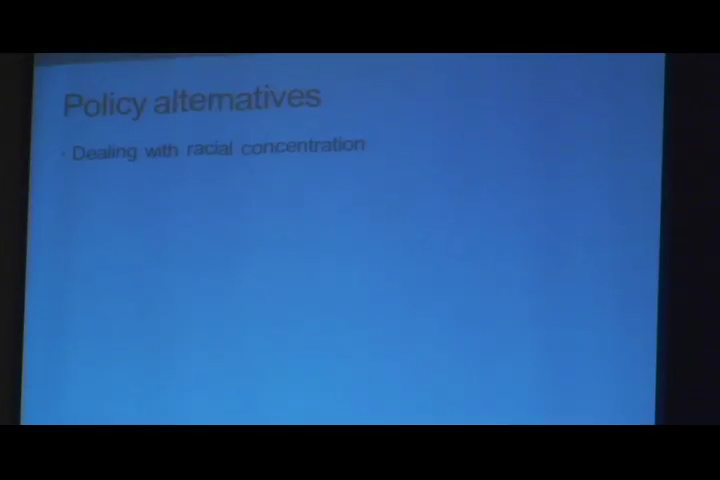 Policy alternatives
· Dealing with racial concentration